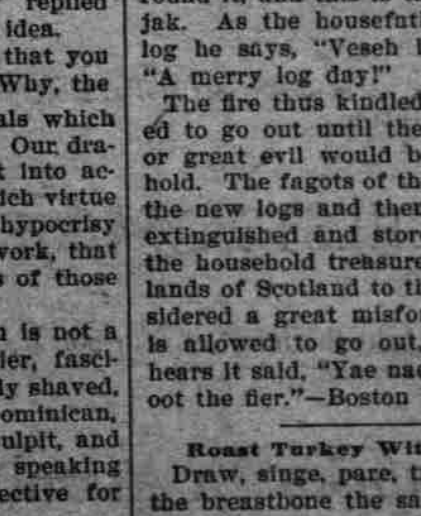 replied
idea.
that you
Why, the
als which
Our dra-
t into ac-
ich virtue
hypocrisy
work, that
s of those
n is not a
ler, fasci-
ly shaved,
ominican,
ulpit, and
speaking
ective for
jak. As the housefat
log he says, "Veseh
"A merry log day!"
The fire thus kindled
ed to go out until the
or great evil would b
hold. The fagots of th
the new logs and then
extinguished and stor
the household treasure
lands of Scotland to th
sidered a great misfo
is allowed to go out,
hears it said, "Yae nae
oot the fier."—Boston
Roast Turkey Wit
Draw, singe, pare, t
the breastbone the sa